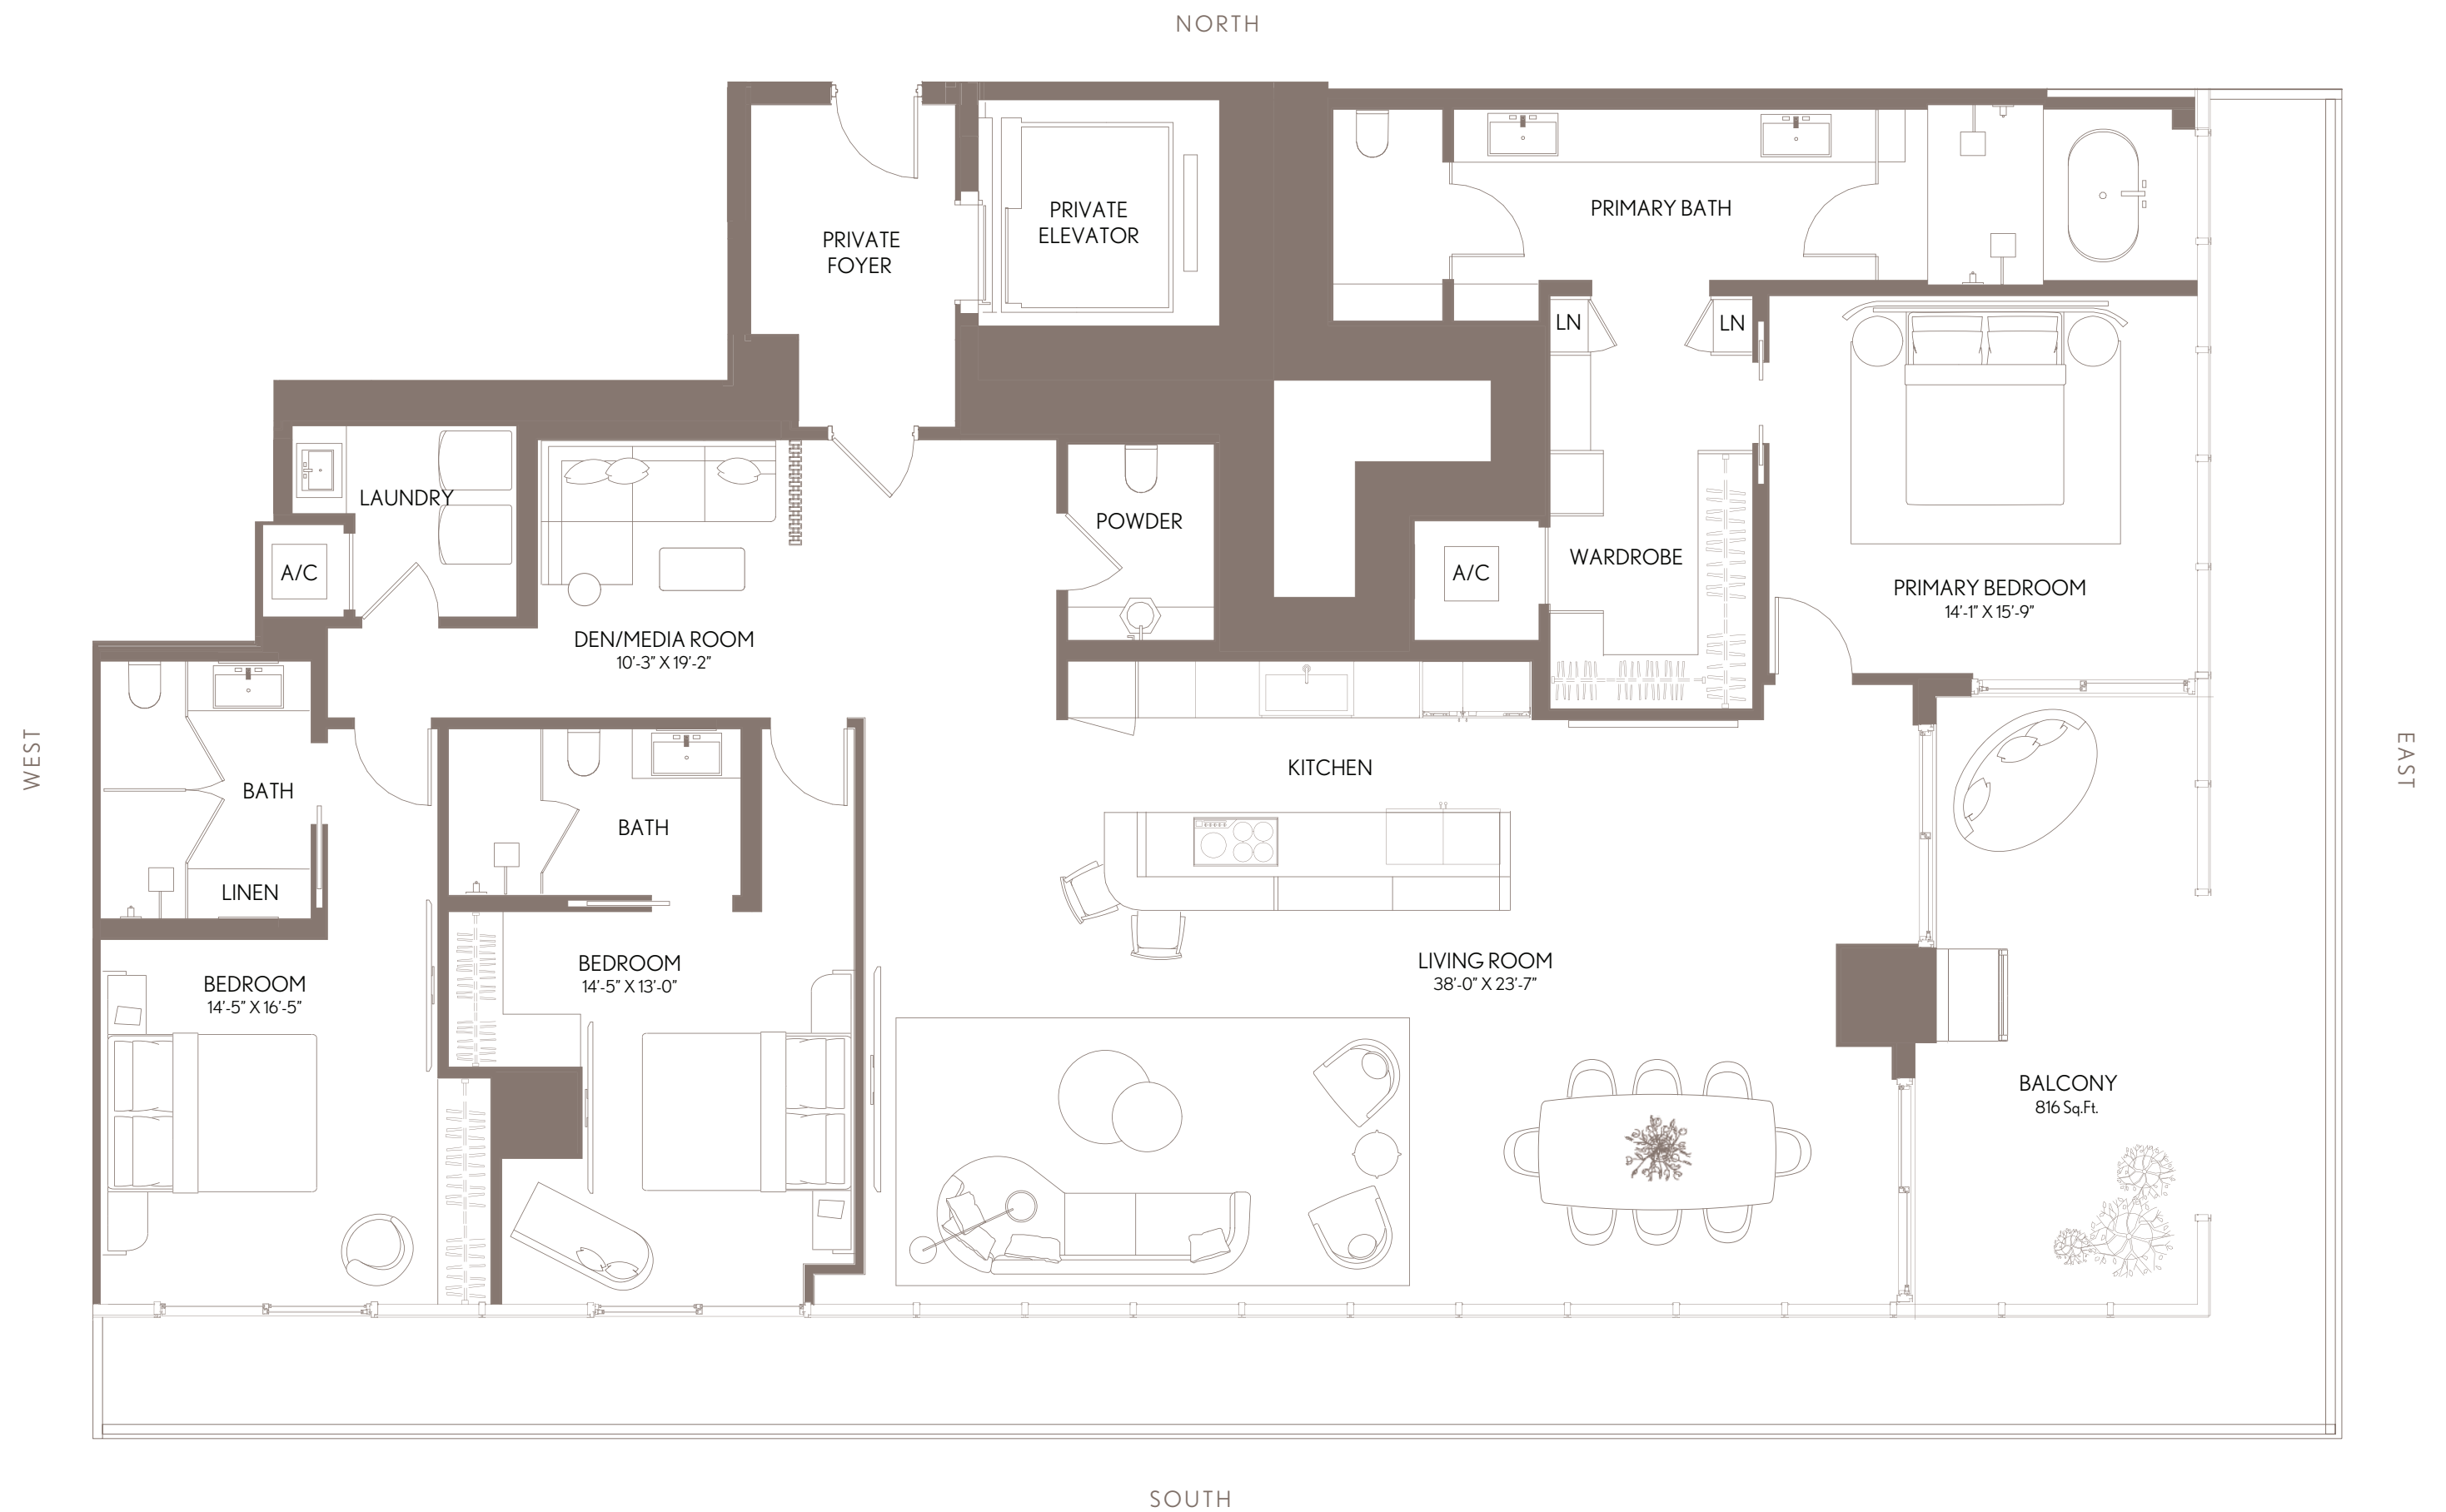 NORTH
PRIVATE
ELEVATOR
PRIVATE
FOYER
PRIMARY BATH
LN
LN
LAUNDRY
POWDER
A/C
A/C
WARDROBE
PRIMARY BEDROOM
14'-1" X 15'-9"
DEN/MEDIA ROOM
10'-3" X 19'-2"
WEST
EAST
KITCHEN
BATH
BATH
LINEN
BEDROOM
14'-5" X 16'-5"
BEDROOM
14'-5" X 13'-0"
LIVING ROOM
38'-0" X 23'-7"
BALCONY
816 Sq.Ft.
SOUTH